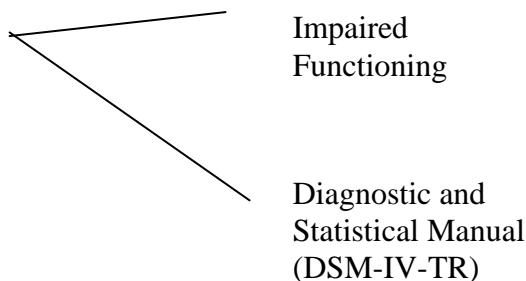 Impaired
Functioning
Diagnostic and
Statistical Manual
(DSM-IV-TR)